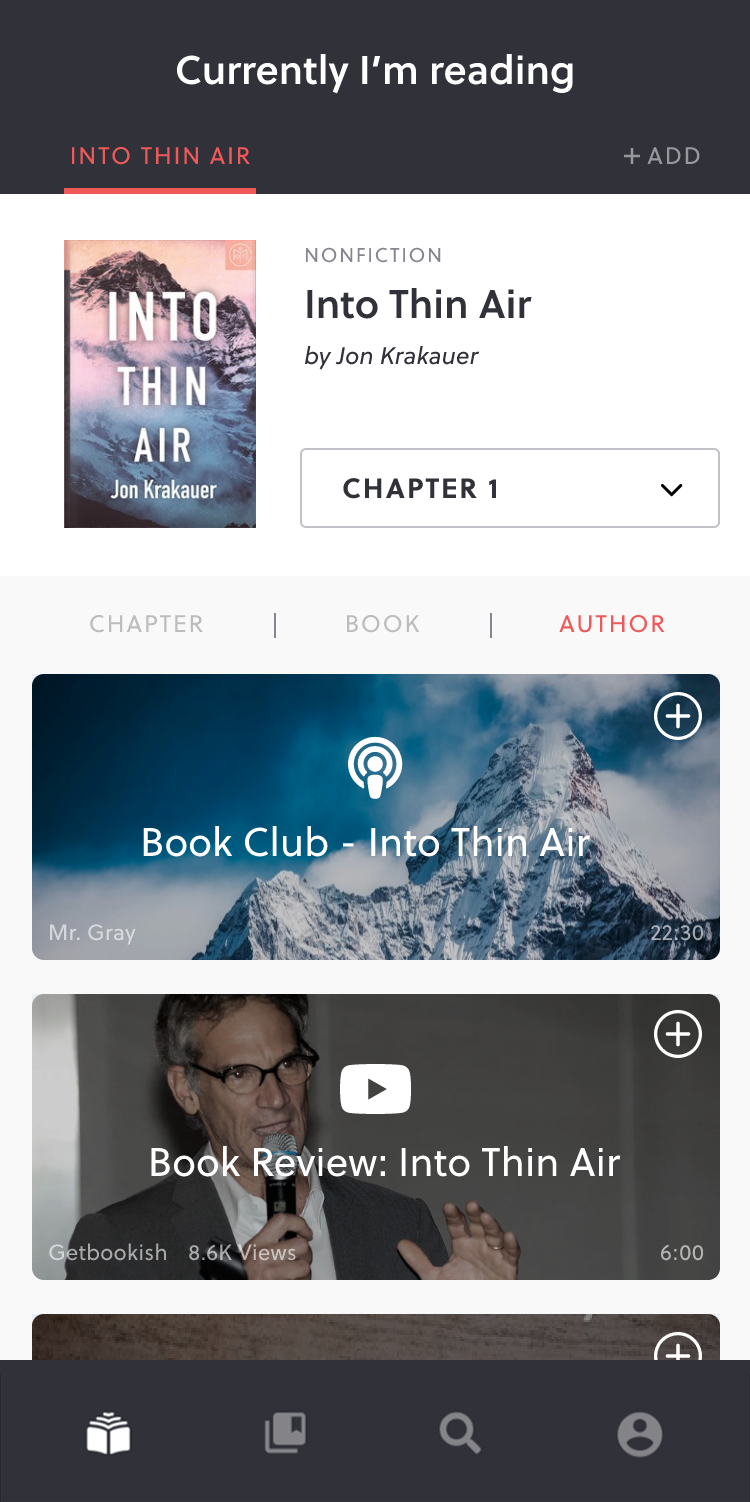 Currently I’m reading
INTO THIN AIR
+ ADD
NONFICTION
Into Thin Air
by Jon Krakauer
INTO
THIN
AIR
Jon Krakauer
CHAPTER 1
CHAPTER | BOOK | AUTHOR
Book Club - Into Thin Air
Mr. Gray
22:30
Book Review: Into Thin Air
Getbookish 8.6K Views
6:00